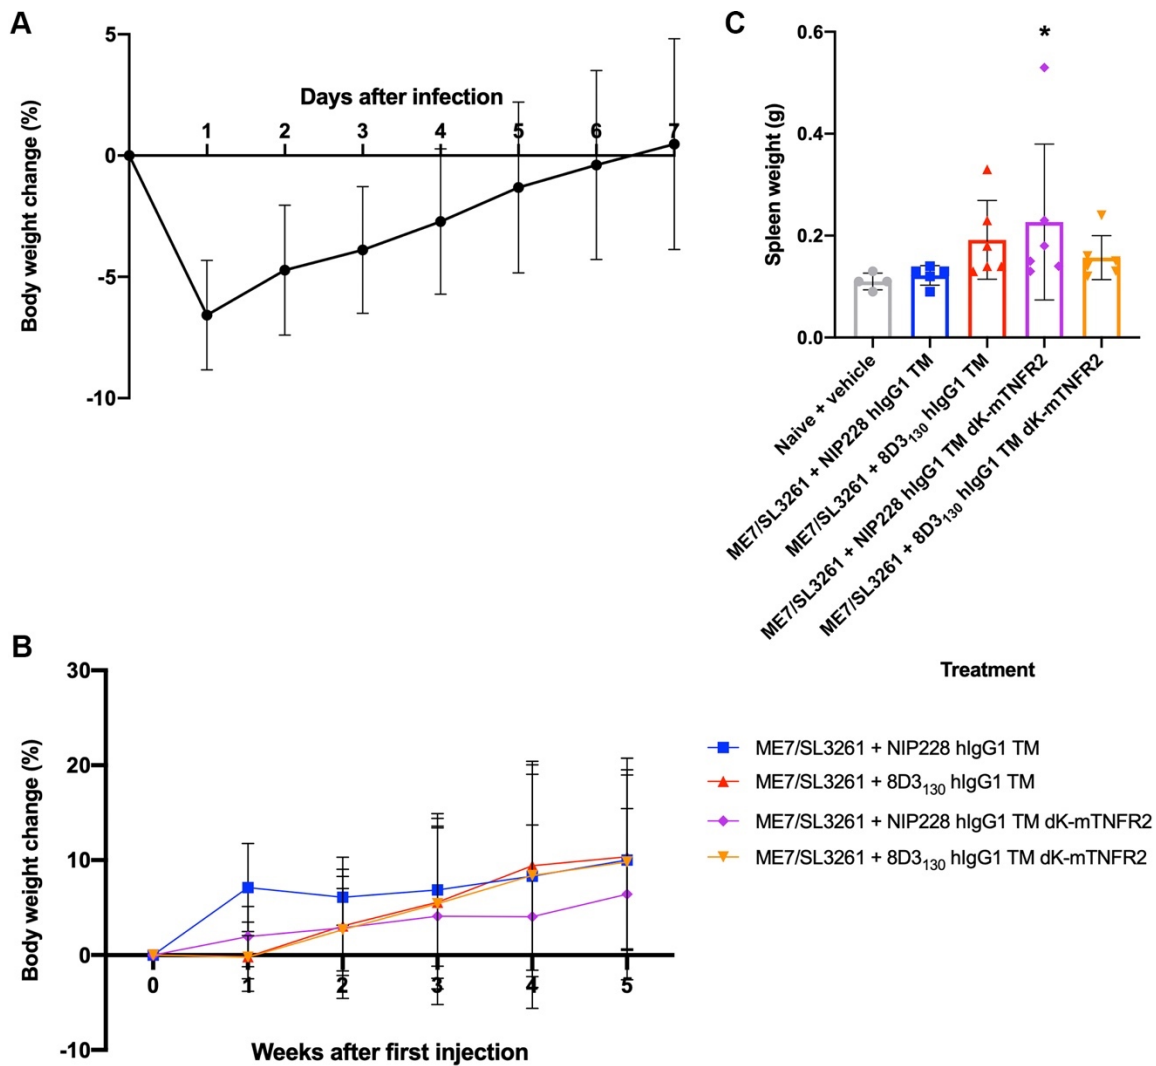 A
5
0
-5
-10
Body weight change (%)
Days after infection
1 2 3 4 5 6 7
C
*
0.6
0.4
0.2
0.0
Spleen weight (g)
Naive + vehicle
ME7/SL3261 + NIP228 hIgG1 TM
ME7/SL3261 + 8D3130 hIgG1 TM
ME7/SL3261 + NIP228 hIgG1 TM dK-mTNFR2
ME7/SL3261 + 8D3130 hIgG1 TM dK-mTNFR2
Treatment
B
30
20
10
0
-10
Body weight change (%)
0 1 2 3 4 5
Weeks after first injection
ME7/SL3261 + NIP228 hIgG1 TM
ME7/SL3261 + 8D3130 hIgG1 TM
ME7/SL3261 + NIP228 hIgG1 TM dK-mTNFR2
ME7/SL3261 + 8D3130 hIgG1 TM dK-mTNFR2